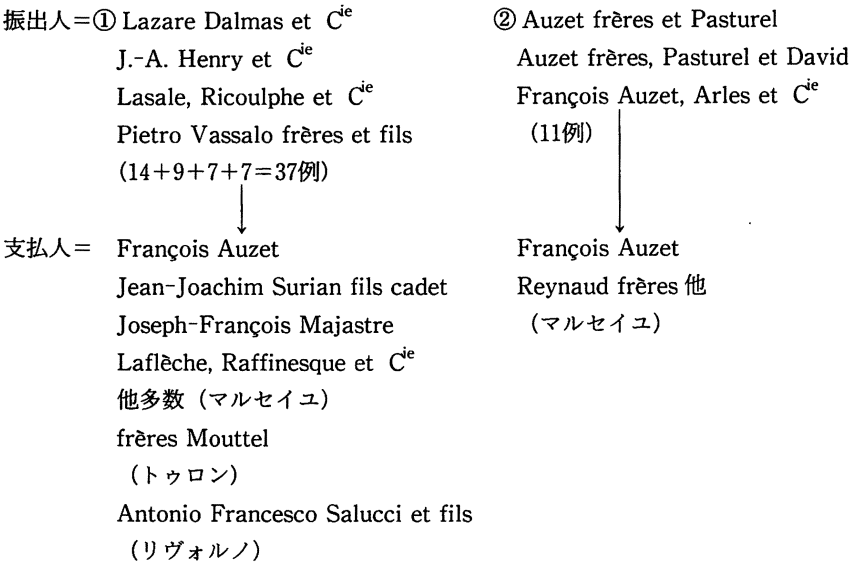 振出人=① Lazare Dalmas et Cie
J.-A. Henry et Cie
Lasale, Ricoulphe et Cie
Pietro Vassalo frères et fils
(14+9+7+7=37例)
② Auzet frères et Pasturel
Auzet frères, Pasturel et David
François Auzet, Arles et Cie
(11例)
支払人= François Auzet
Jean-Joachim Surian fils cadet
Joseph-François Majastre
Laflèche, Raffinesque et Cie
他多数(マルセイユ)
frères Mouttel
(トゥロン)
Antonio Francesco Salucci et fils
(リヴォルノ)
François Auzet
Reynaud frères 他
(マルセイユ)